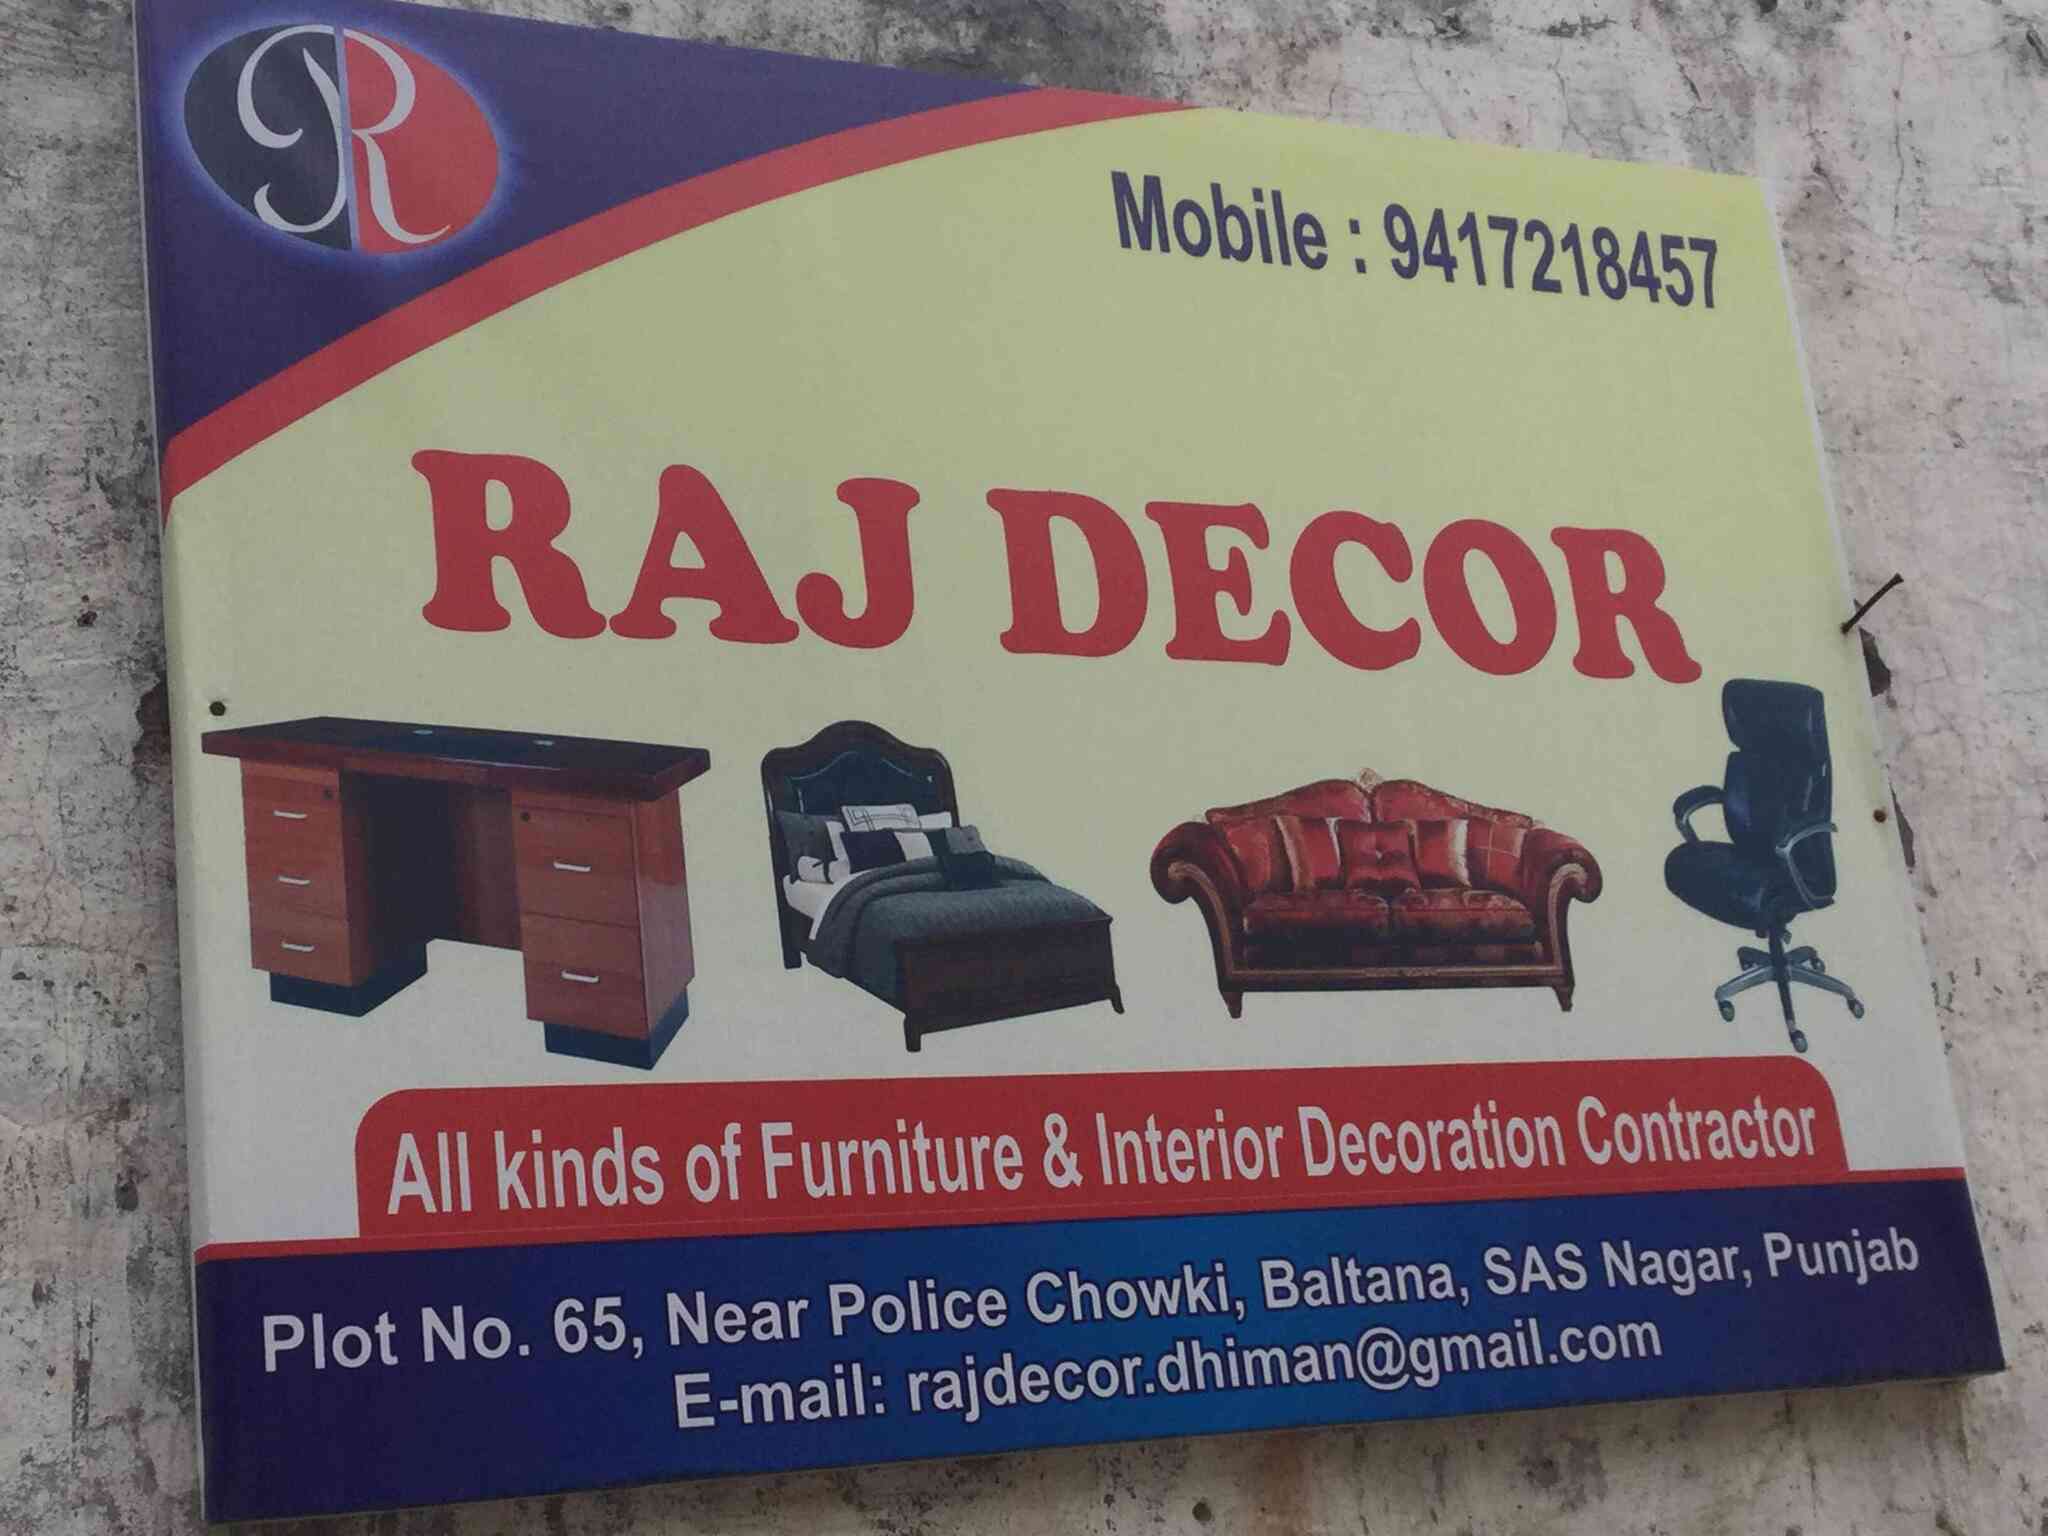 R
Mobile : 9417218457
RAJ DECOR
All kinds of Furniture & Interior Decoration Contractor
Plot No. 65, Near Police Chowki, Baltana, SAS Nagar, Punjab
E-mail: rajdecor.dhiman@gmail.com